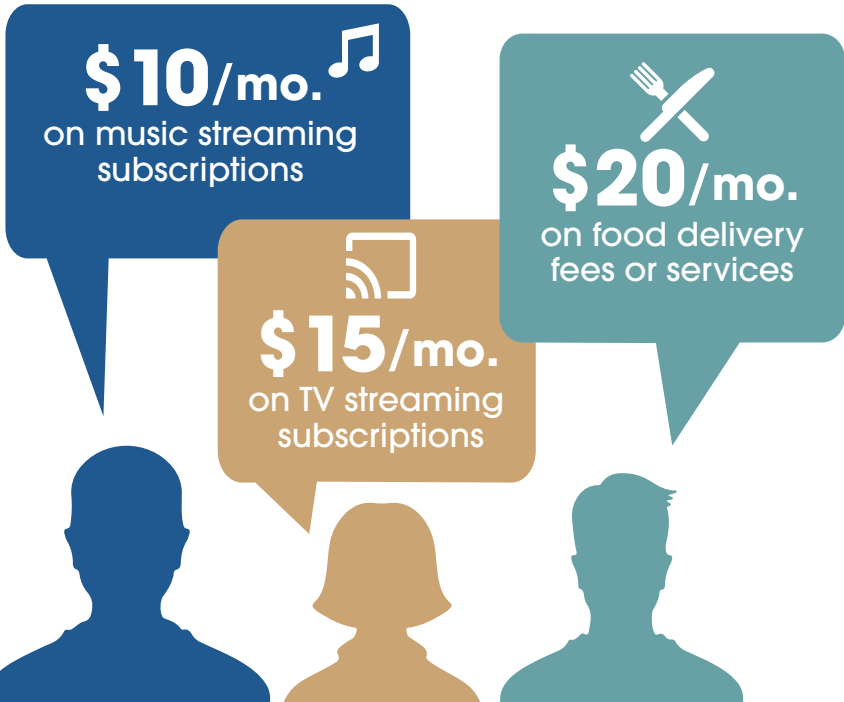 $10/mo.
on music streaming
subscriptions
$15/mo.
on TV streaming
subscriptions
$20/mo.
on food delivery
fees or services